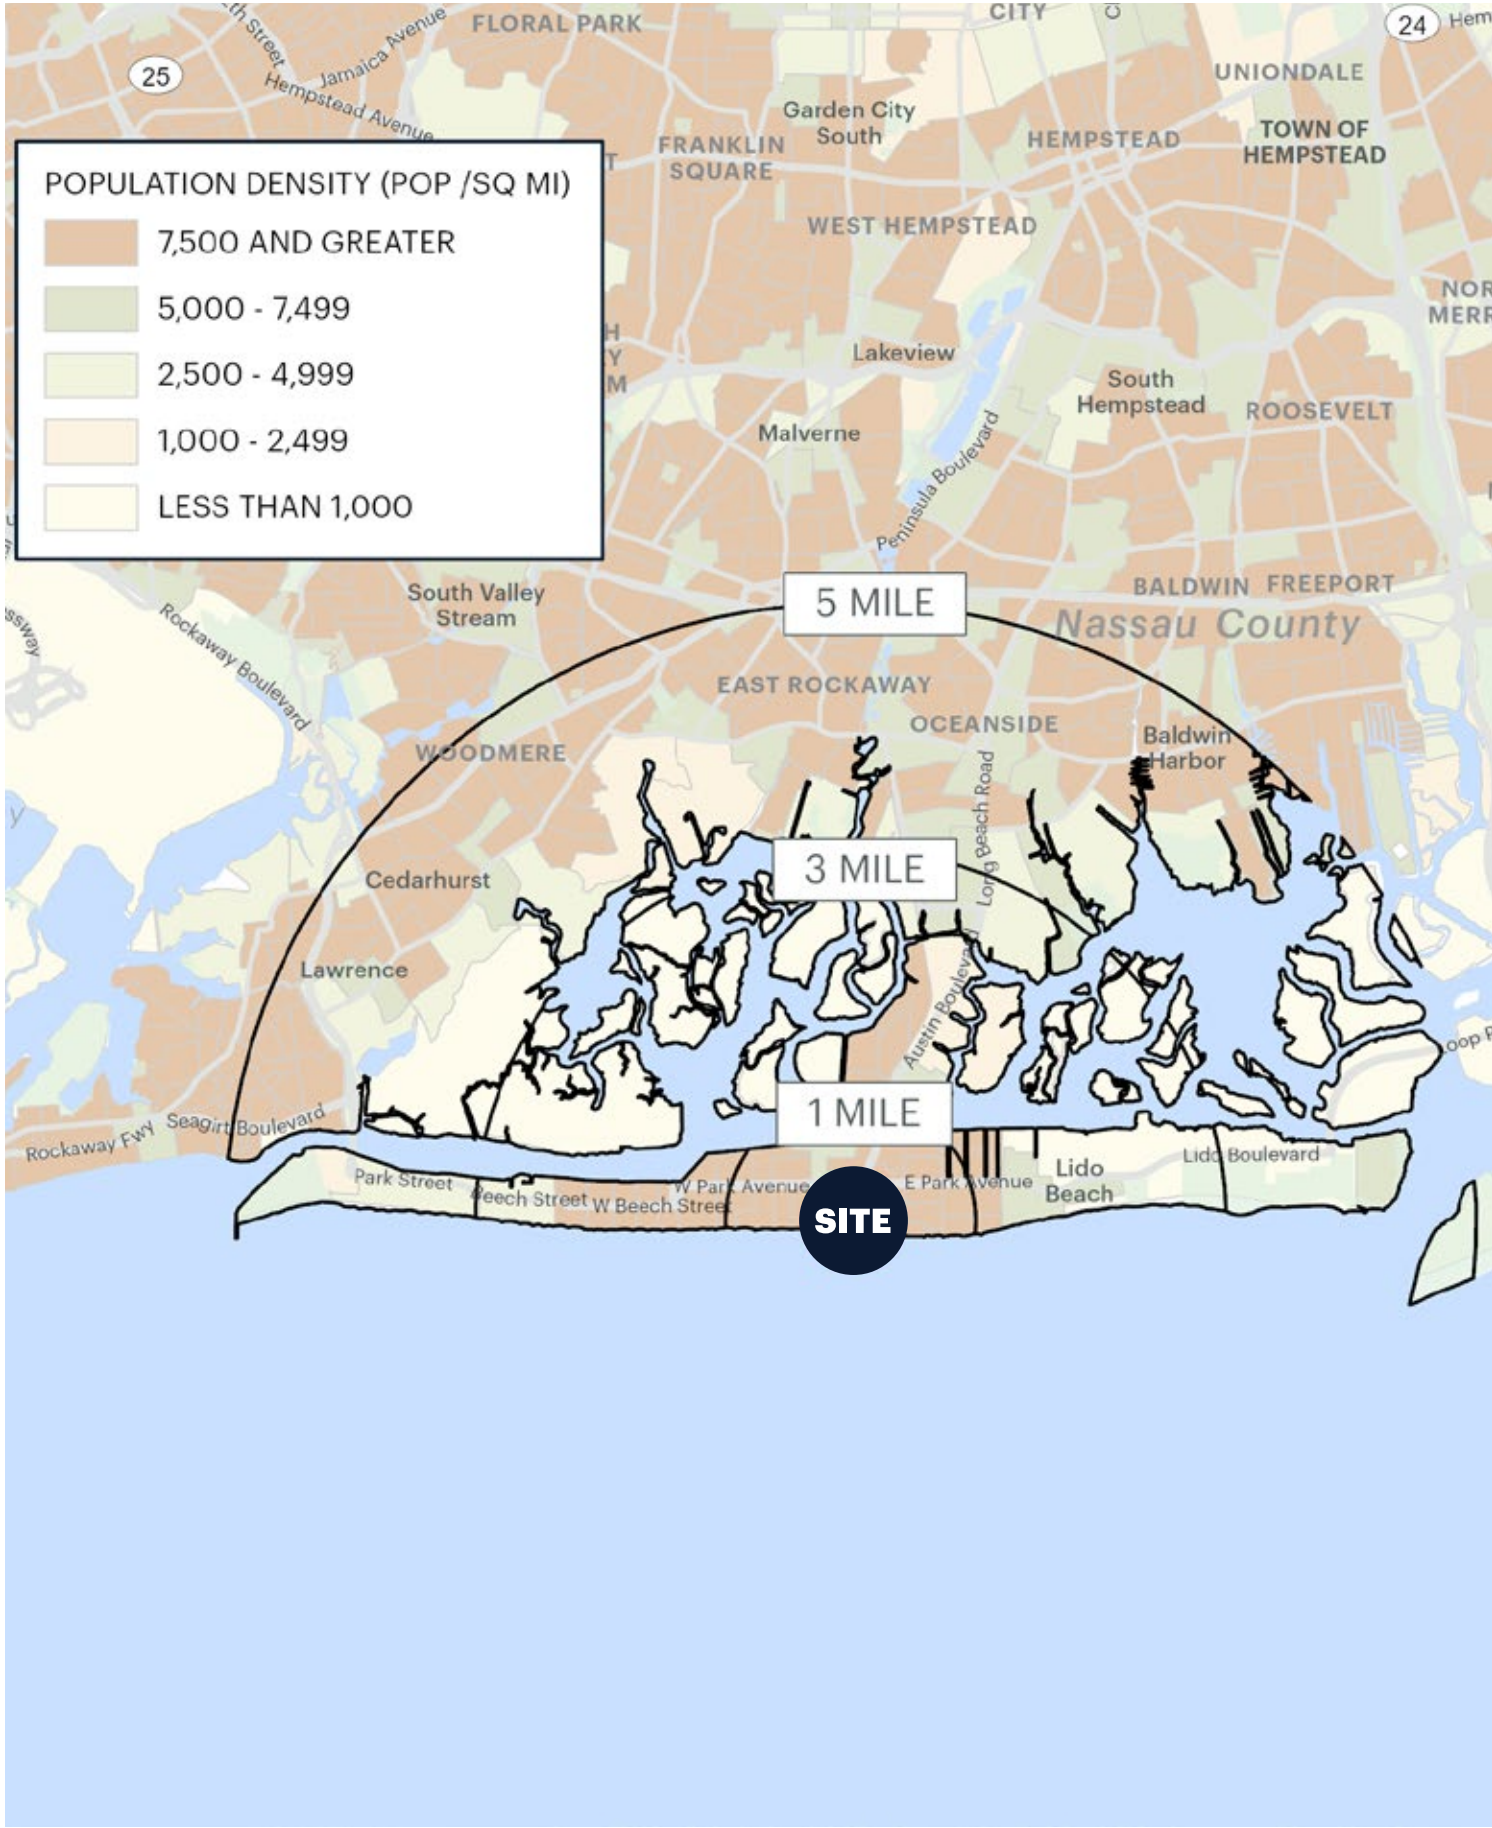 FLORAL PARK
CITY
24
Jamaica Avenue
25
Hempstead Avenue
UNIONDALE
Garden City
South
TOWN OF
HEMPSTEAD
FRANKLIN
SQUARE
HEMPSTEAD
WEST HEMPSTEAD
POPULATION DENSITY (POP /SQ MI)
7,500 AND GREATER
5,000 - 7,499
2,500 - 4,999
1,000 - 2,499
LESS THAN 1,000
Lakeview
South
Hempstead
ROOSEVELT
Malverne
Peninsula Boulevard
South Valley
Stream
BALDWIN
FREEPORT
5 MILE
Nassau County
Rockaway Boulevard
EAST ROCKAWAY
OCEANSIDE
WOODMERE
Baldwin
Harbor
Long Beach Road
3 MILE
Cedarhurst
Lawrence
Austin Boulevard
1 MILE
Seagirt Boulevard
Rockaway Fwy
Park Street
Beech Street
W Beech Street
W Park Avenue
E Park Avenue
Lido
Beach
Lido Boulevard
SITE